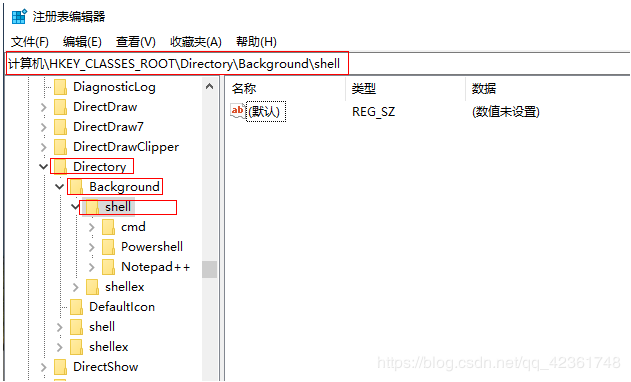 注册表编辑器
文件(F) 编辑(E) 查看(V) 收藏夹(A) 帮助(H)
计算机\HKEY_CLASSES_ROOT\Directory\Background\shell
名称 类型 数据
ab (默认) REG_SZ (数值未设置)
DiagnosticLog
DirectDraw
DirectDraw7
DirectDrawClipper
Directory
Background
shell
cmd
Powershell
Notepad++
shellex
DefaultIcon
shell
shellex
DirectShow
https://blog.csdn.net/qq_42361748